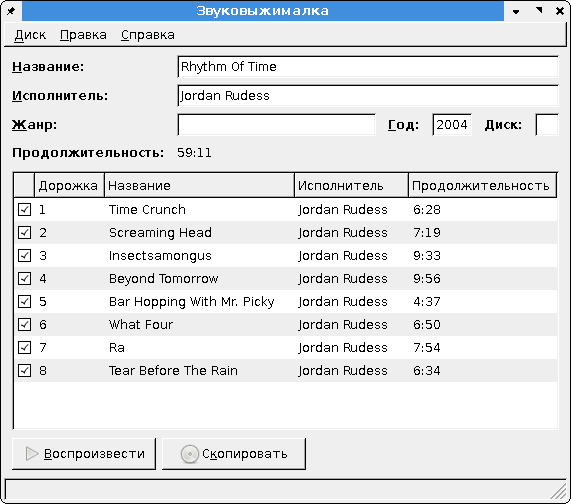 Звуковыжималка
Диск Правка Справка
Название: Rhythm Of Time
Исполнитель: Jordan Rudess
Жанр: Год: 2004 Диск:
Продолжительность: 59:11
Дорожка Название Исполнитель Продолжительность
1 Time Crunch Jordan Rudess 6:28
2 Screaming Head Jordan Rudess 7:19
3 Insectsamongus Jordan Rudess 9:33
4 Beyond Tomorrow Jordan Rudess 9:56
5 Bar Hopping With Mr. Picky Jordan Rudess 4:37
6 What Four Jordan Rudess 6:50
7 Ra Jordan Rudess 7:54
8 Tear Before The Rain Jordan Rudess 6:34
Воспроизвести Скопировать